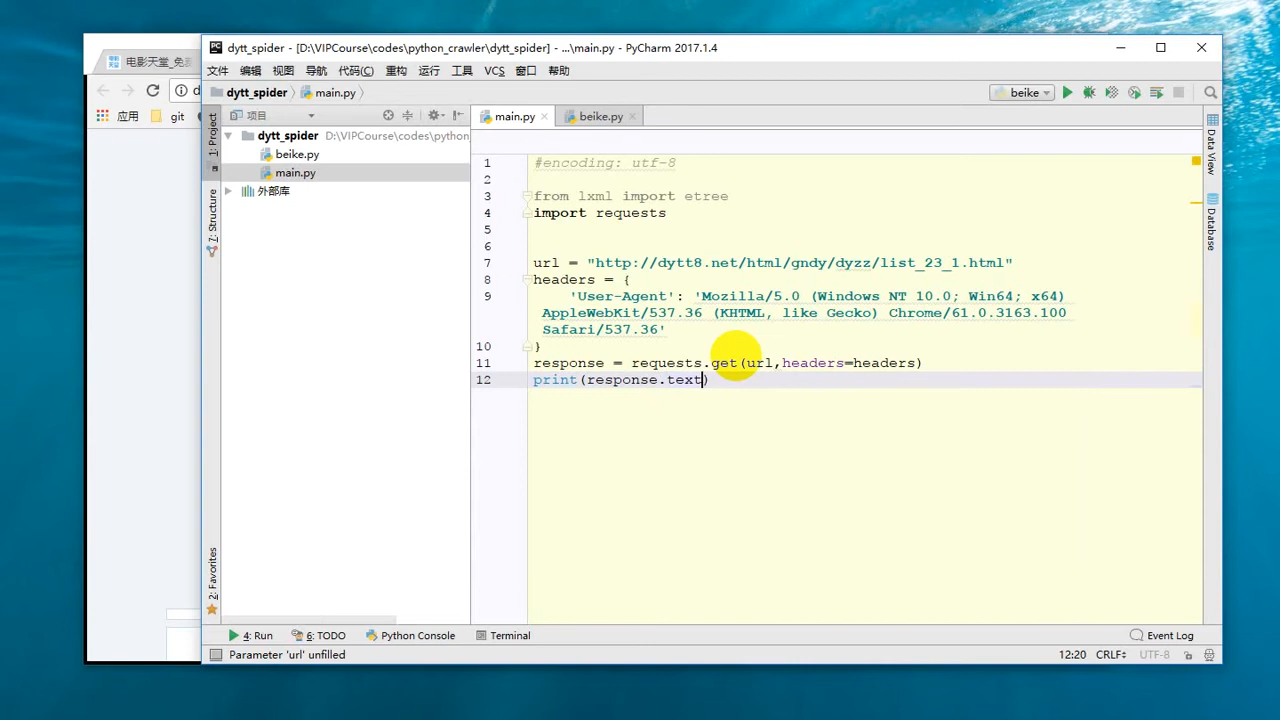 dytt_spider - [D:\VIPCourse\codes\python_crawler\dytt_spider] - ...\main.py - PyCharm 2017.1.4
文件 编辑 视图 导航 代码(C) 重构 运行 工具 VCS 窗口 帮助
dytt_spider main.py beike
电影天堂_免
应用 git
项目
main.py beike.py
dytt_spider D:\VIPCourse\codes\python_
beike.py
main.py
外部库
1: Project
7: Structure
2: Favorites
1 #encoding: utf-8
2
3 from lxml import etree
4 import requests
5
6
7 url = "http://dytt8.net/html/gndy/dyzz/list_23_1.html"
8 headers = {
9 'User-Agent': 'Mozilla/5.0 (Windows NT 10.0; Win64; x64)
AppleWebKit/537.36 (KHTML, like Gecko) Chrome/61.0.3163.100
Safari/537.36'
10 }
11 response = requests.get(url,headers=headers)
12 print(response.text)
Data View
Database
4: Run 6: TODO Python Console Terminal Event Log
Parameter 'url' unfilled 12:20 CRLF UTF-8